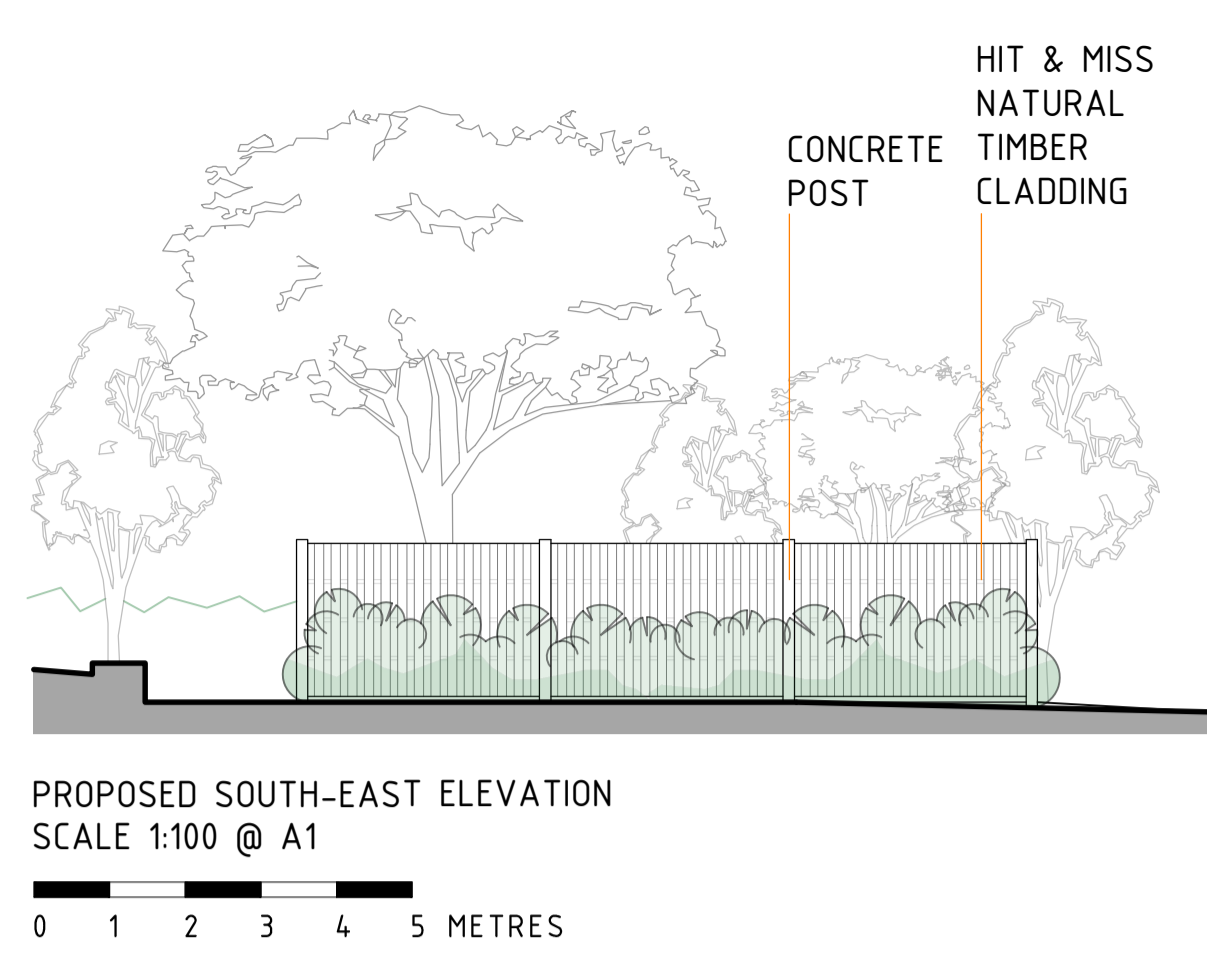 HIT & MISS
NATURAL
TIMBER
CLADDING
CONCRETE
POST
PROPOSED SOUTH-EAST ELEVATION
SCALE 1:100 @ A1
0 1 2 3 4 5 METRES